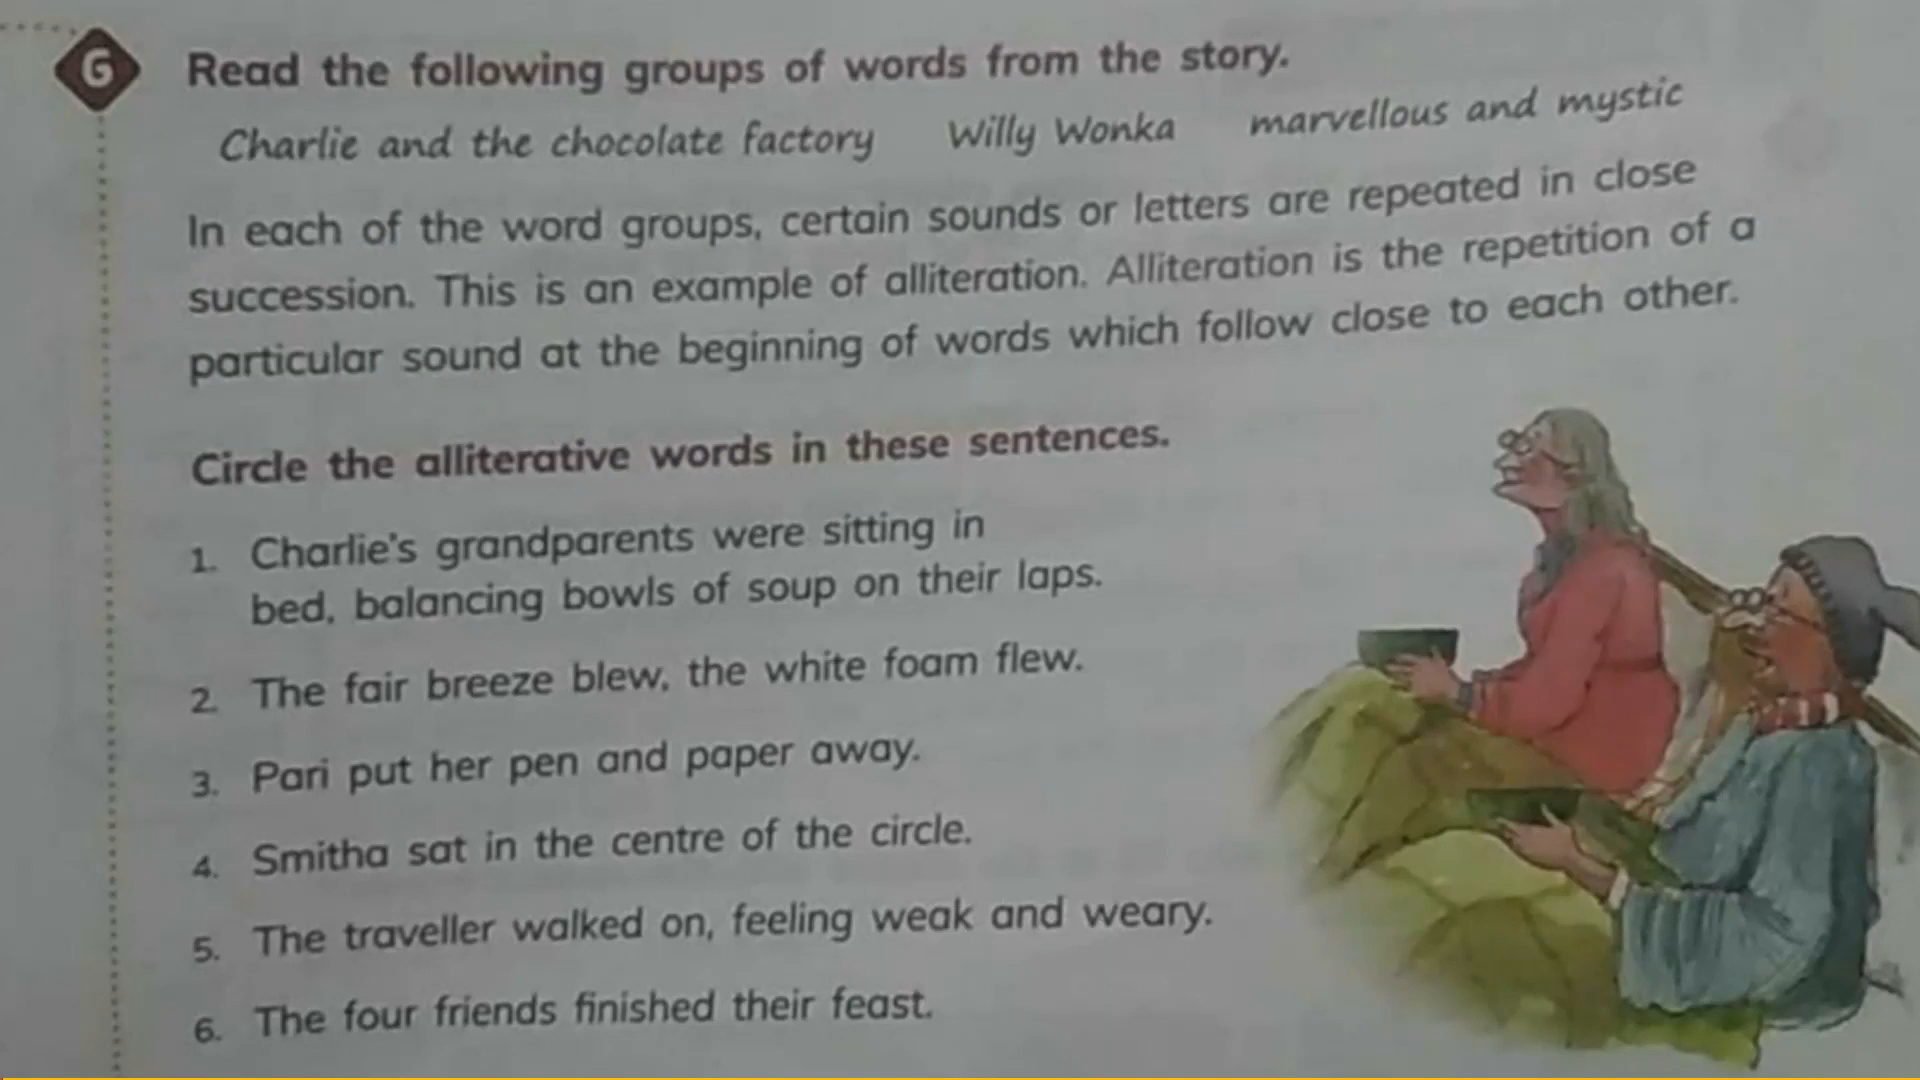 G Read the following groups of words from the story.
Charlie and the chocolate factory Willy Wonka marvellous and mystic
In each of the word groups, certain sounds or letters are repeated in close
succession. This is an example of alliteration. Alliteration is the repetition of a
particular sound at the beginning of words which follow close to each other.
Circle the alliterative words in these sentences.
1. Charlie's grandparents were sitting in
bed, balancing bowls of soup on their laps.
2. The fair breeze blew, the white foam flew.
3. Pari put her pen and paper away.
4. Smitha sat in the centre of the circle.
5. The traveller walked on, feeling weak and weary.
6. The four friends finished their feast.